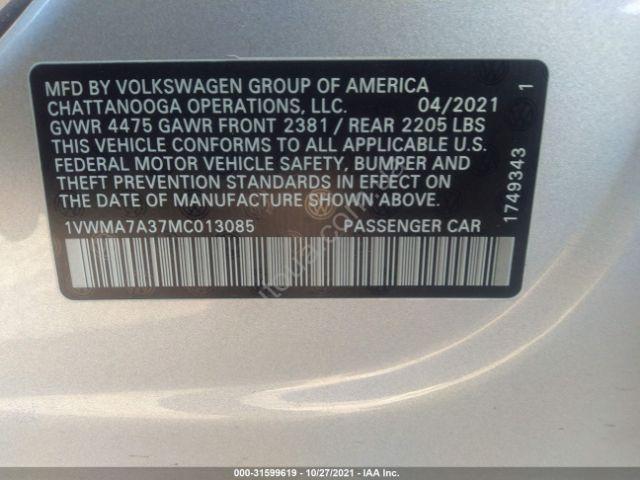 MFD BY VOLKSWAGEN GROUP OF AMERICA
CHATTANOOGA OPERATIONS, LLC. 04/2021
GVWR 4475 GAWR FRONT 2381 / REAR 2205 LBS
THIS VEHICLE CONFORMS TO ALL APPLICABLE U.S.
FEDERAL MOTOR VEHICLE SAFETY, BUMPER AND
THEFT PREVENTION STANDARDS IN EFFECT ON
THE DATE OF MANUFACTURE SHOWN ABOVE.
1VWMA7A37MC013085 PASSENGER CAR
1749343 1
000-31599619 - 10/27/2021 - IAA Inc.